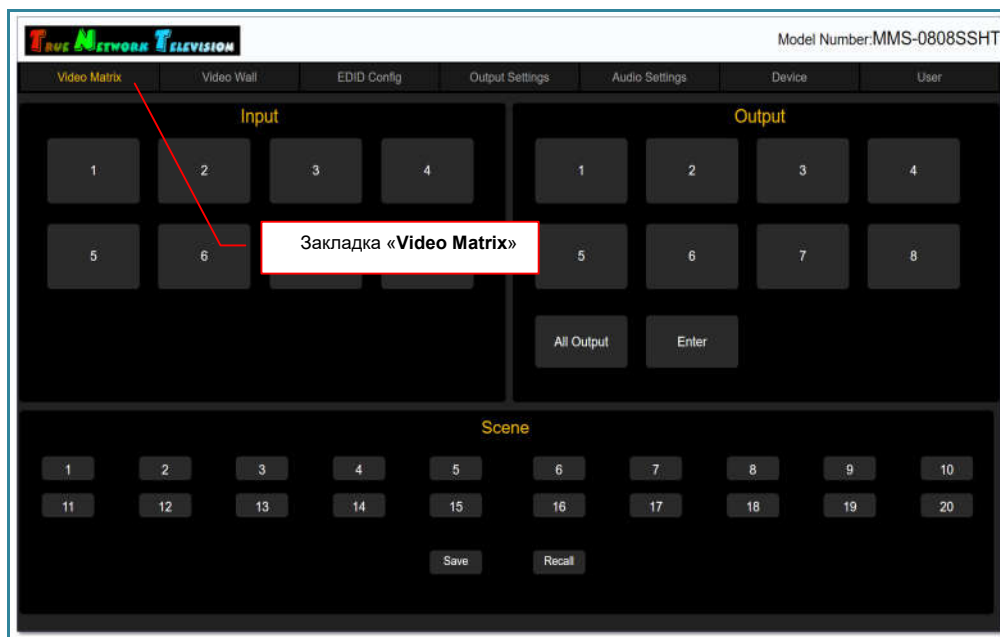 True Network Television
Model Number:MMS-0808SSHT
Video Matrix Video Wall EDID Config Output Settings Audio Settings Device User
Input
1 2 3 4
5 6
Закладка «Video Matrix»
Output
1 2 3 4
5 6 7 8
All Output Enter
Scene
1 2 3 4 5 6 7 8 9 10
11 12 13 14 15 16 17 18 19 20
Save Recall